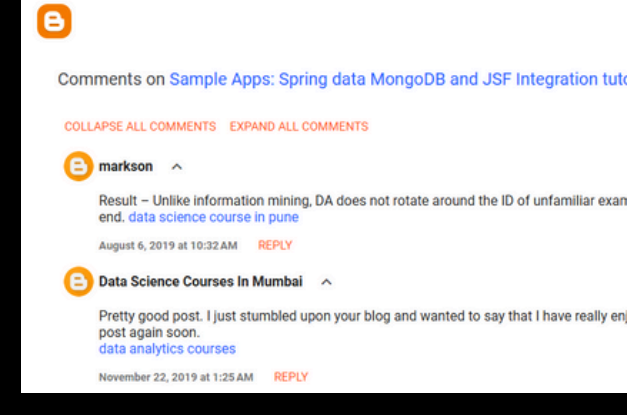 Comments on Sample Apps: Spring data MongoDB and JSF Integration
COLLAPSE ALL COMMENTS EXPAND ALL COMMENTS
markson
Result – Unlike information mining, DA does not rotate around the ID of unfamiliar
end. data science course in pune
August 6, 2019 at 10:32 AM REPLY
Data Science Courses In Mumbai
Pretty good post. I just stumbled upon your blog and wanted to say that I have really
post again soon.
data analytics courses
November 22, 2019 at 1:25 AM REPLY